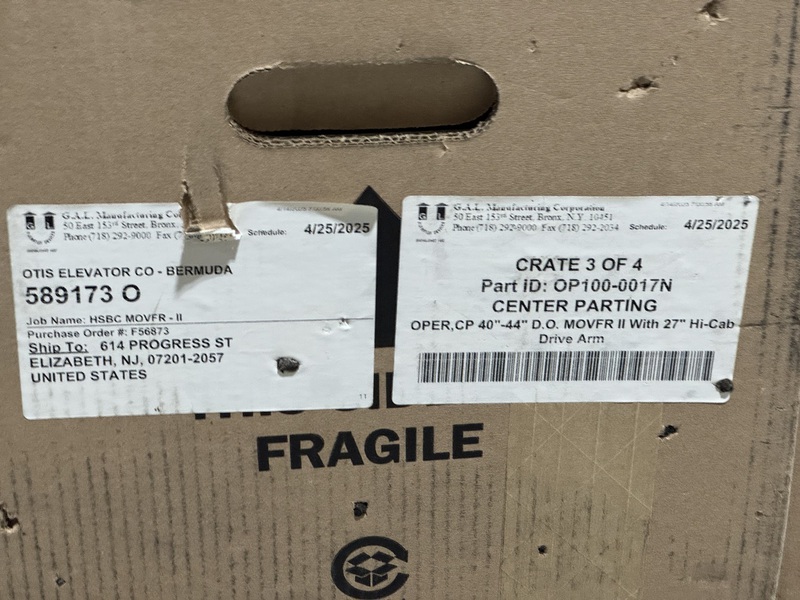 G.A.L. Manufacturing Co
50 East 153rd Street, Bronx,
Phone (718) 292-9000 Fax (7
Schedule: 4/25/2025
OTIS ELEVATOR CO - BERMUDA
589173 O
Job Name: HSBC MOVFR - II
Purchase Order #: F56873
Ship To: 614 PROGRESS ST
ELIZABETH, NJ, 07201-2057
UNITED STATES
11
G.A.L. Manufacturing Corporation
50 East 153rd Street, Bronx, N.Y. 10451
Phone (718) 292-9000 Fax (718) 292-2034
Schedule: 4/25/2025
CRATE 3 OF 4
Part ID: OP100-0017N
CENTER PARTING
OPER,CP 40"-44" D.O. MOVFR II With 27" Hi-Cab
Drive Arm
FRAGILE